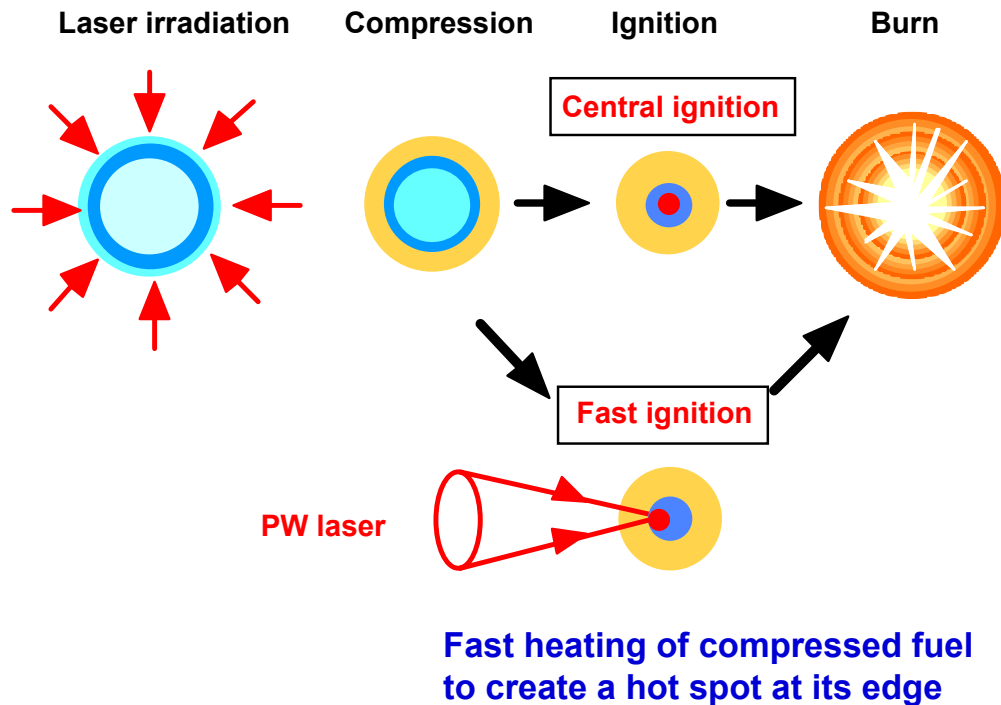 Laser irradiation
Compression
Ignition
Burn
Central ignition
Fast ignition
PW laser
Fast heating of compressed fuel
to create a hot spot at its edge